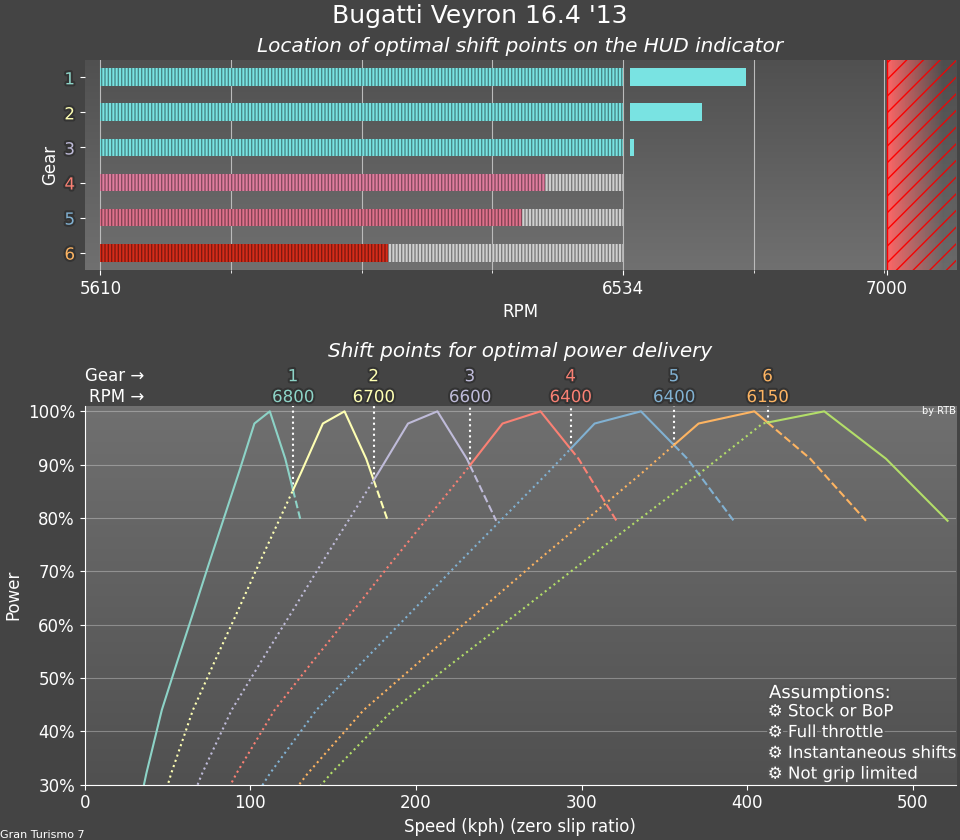 Bugatti Veyron 16.4 '13
Location of optimal shift points on the HUD indicator
Gear
1
2
3
4
5
6
5610 6534 7000
RPM
Shift points for optimal power delivery
Gear → 1 2 3 4 5 6
RPM → 6800 6700 6600 6400 6400 6150
by RTB
Power
100%
90%
80%
70%
60%
50%
40%
30%
Assumptions:
⚙ Stock or BoP
⚙ Full throttle
⚙ Instantaneous shifts
⚙ Not grip limited
0 100 200 300 400 500
Speed (kph) (zero slip ratio)
Gran Turismo 7